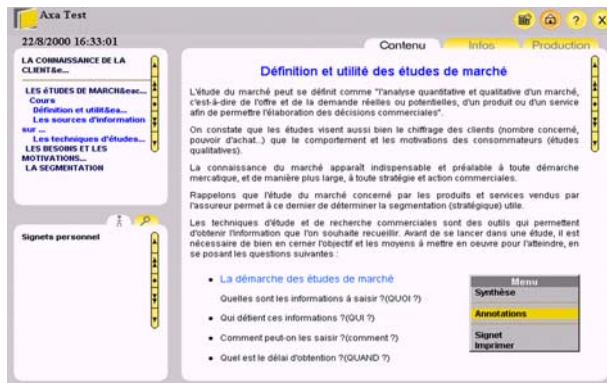 Axa Test
?
X
22/8/2000 16:33:01
Contenu
Infos
Production
LA CONNAISSANCE DE LA
CLIENT&e...
LES éTUDES DE MARCH&eac...
Cours
Définition et utilit&ea...
Les sources d'information
sur ...
Les techniques d'études...
LES BESOINS ET LES
MOTIVATIONS...
LA SEGMENTATION
Signets personnel
Définition et utilité des études de marché
L'étude du marché peut se définit comme "l'analyse quantitative et qualitative d'un marché,
c'est-à-dire de l'offre et de la demande réelles ou potentielles, d'un produit ou d'un service
afin de permettre l'élaboration des décisions commerciales".
On constate que les études visent aussi bien le chiffrage des clients (nombre concerné,
pouvoir d'achat..) que le comportement et les motivations des consommateurs (études
qualitatives).
La connaissance du marché apparaît indispensable et préalable à toute démarche
mercatique, et de manière plus large, à toute stratégie et action commerciales.
Rappelons que l'étude du marché concerné par les produits et services vendus par
l'assureur permet à ce dernier de déterminer la segmentation (stratégique) utile.
Les techniques d'étude et de recherche commerciales sont des outils qui permettent
d'obtenir l'information que l'on souhaite recueillir. Avant de se lancer dans une étude, il est
nécessaire de bien en cerner l'objectif et les moyens à mettre en oeuvre pour l'atteindre, en
se posant les questions suivantes :
• La démarche des études de marché
Quelles sont les informations à saisir ?(QUOI ?)
• Qui détient ces informations ?(QUI ?)
• Comment peut-on les saisir ?(comment ?)
• Quel est le délai d'obtention ?(QUAND ?)
Menu
Synthèse
Annotations
Signet
Imprimer